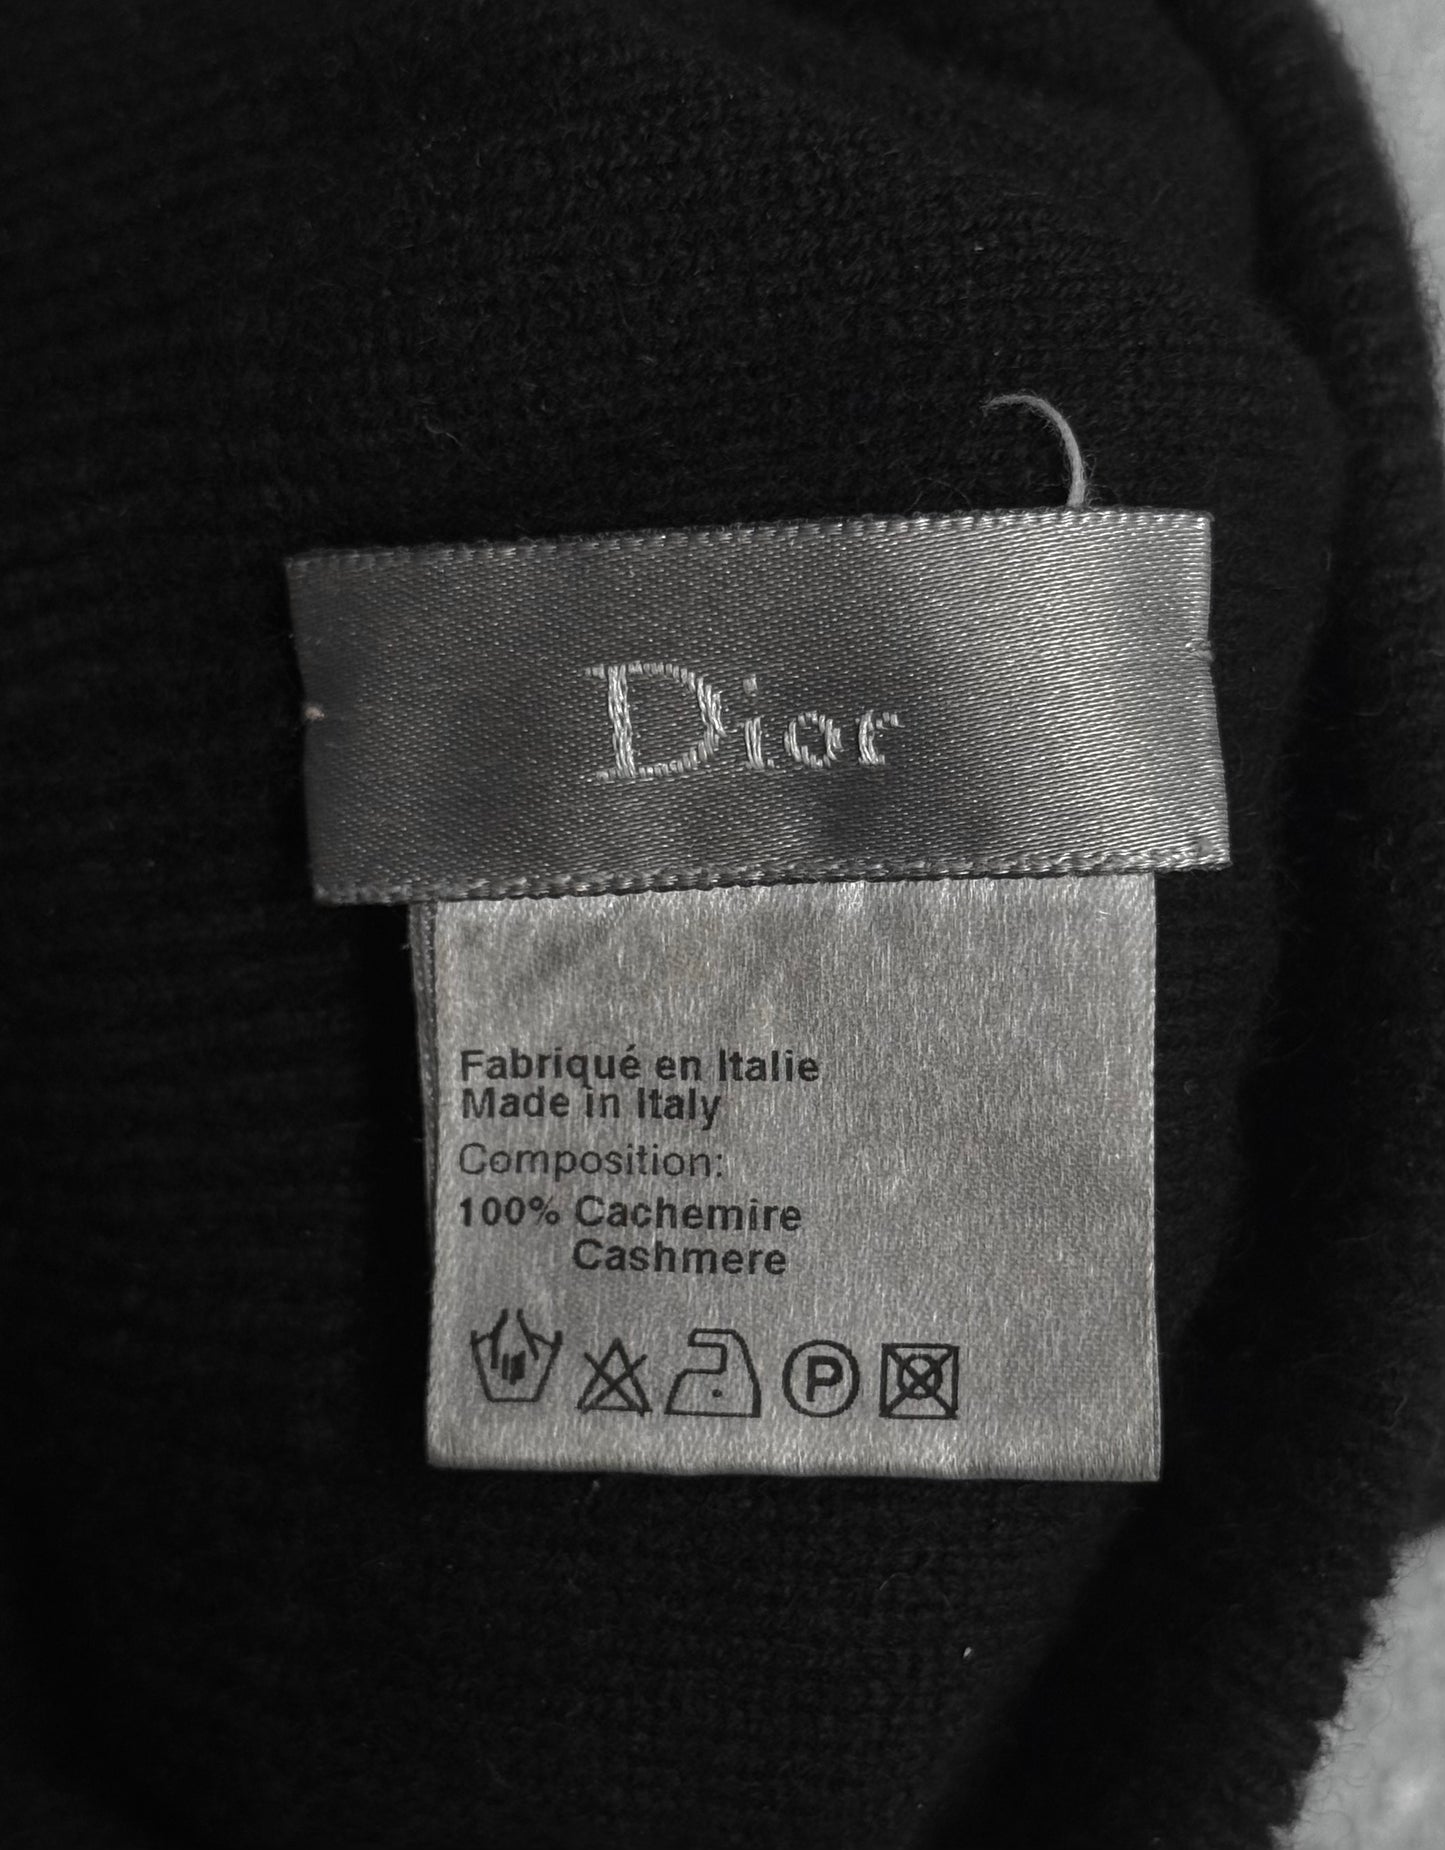 Dior
Fabriqué en Italie
Made in Italy
Composition:
100% Cachemire
Cashmere
P